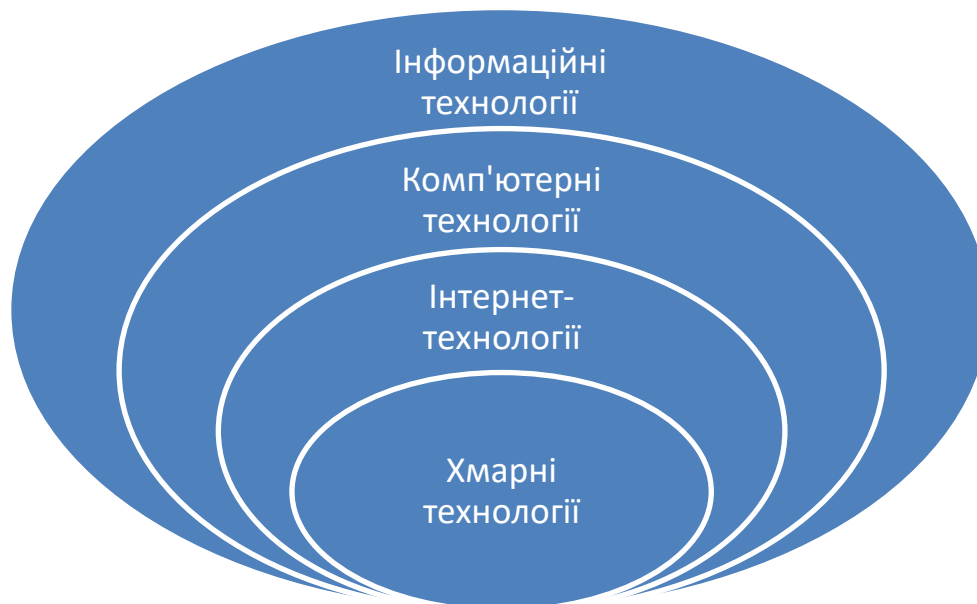 Інформаційні
технології
Комп'ютерні
технології
Інтернет-
технології
Хмарні
технології